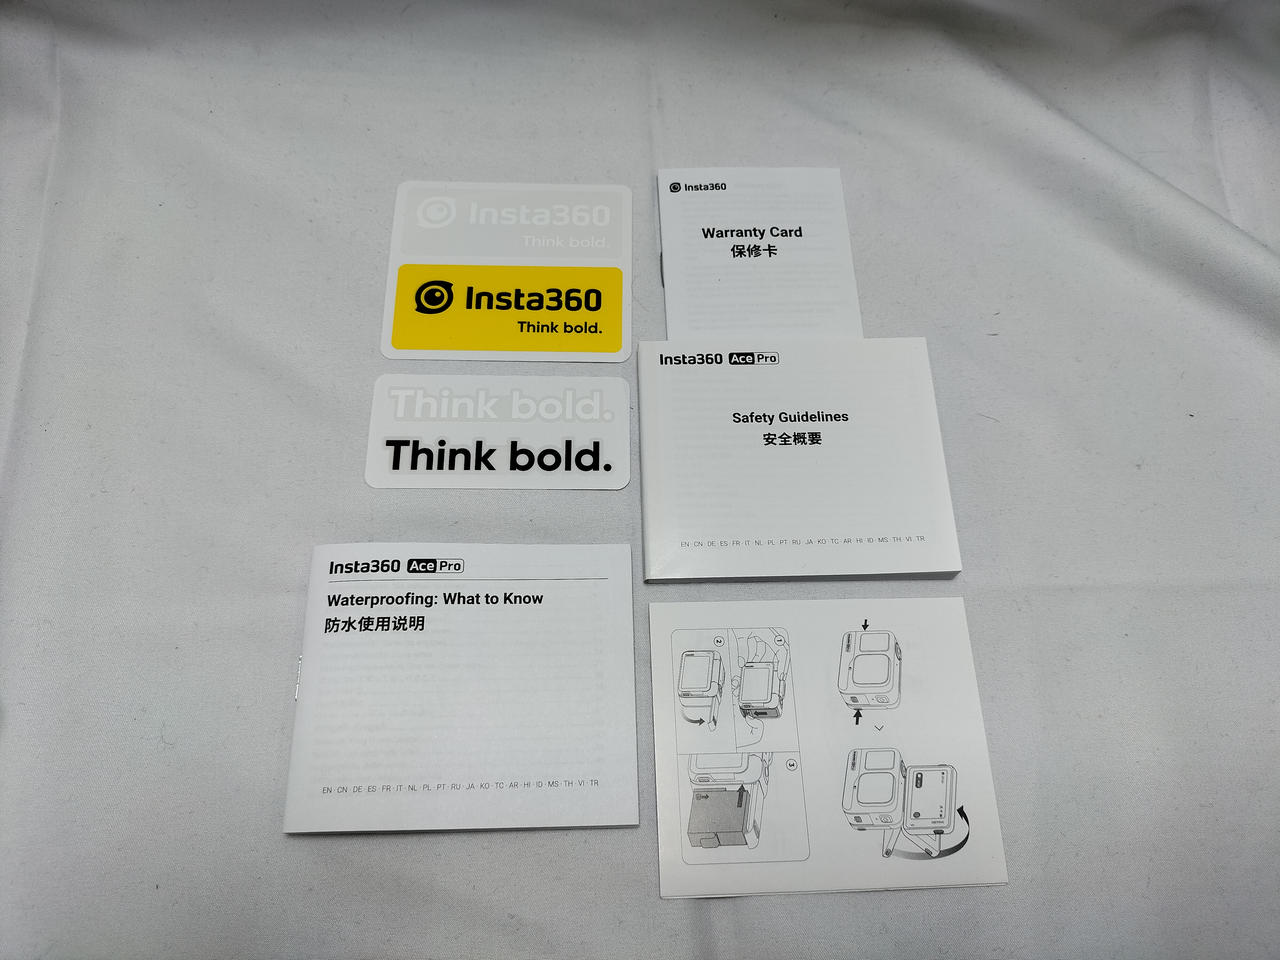 Insta360
Think bold.
Insta360
Think bold.
Think bold.
Think bold.
Insta360
Warranty Card
保修卡
Insta360 Ace Pro
Safety Guidelines
安全概要
EN · CN · DE · ES · FR · IT · NL · PL · PT · RU · JA · KO · TC · AR · HI · ID · MS · TH · VI · TR
Insta360 Ace Pro
Waterproofing: What to Know
防水使用说明
EN · CN · DE · ES · FR · IT · NL · PL · PT · RU · JA · KO · TC · AR · HI · ID · MS · TH · VI · TR
1
2
3